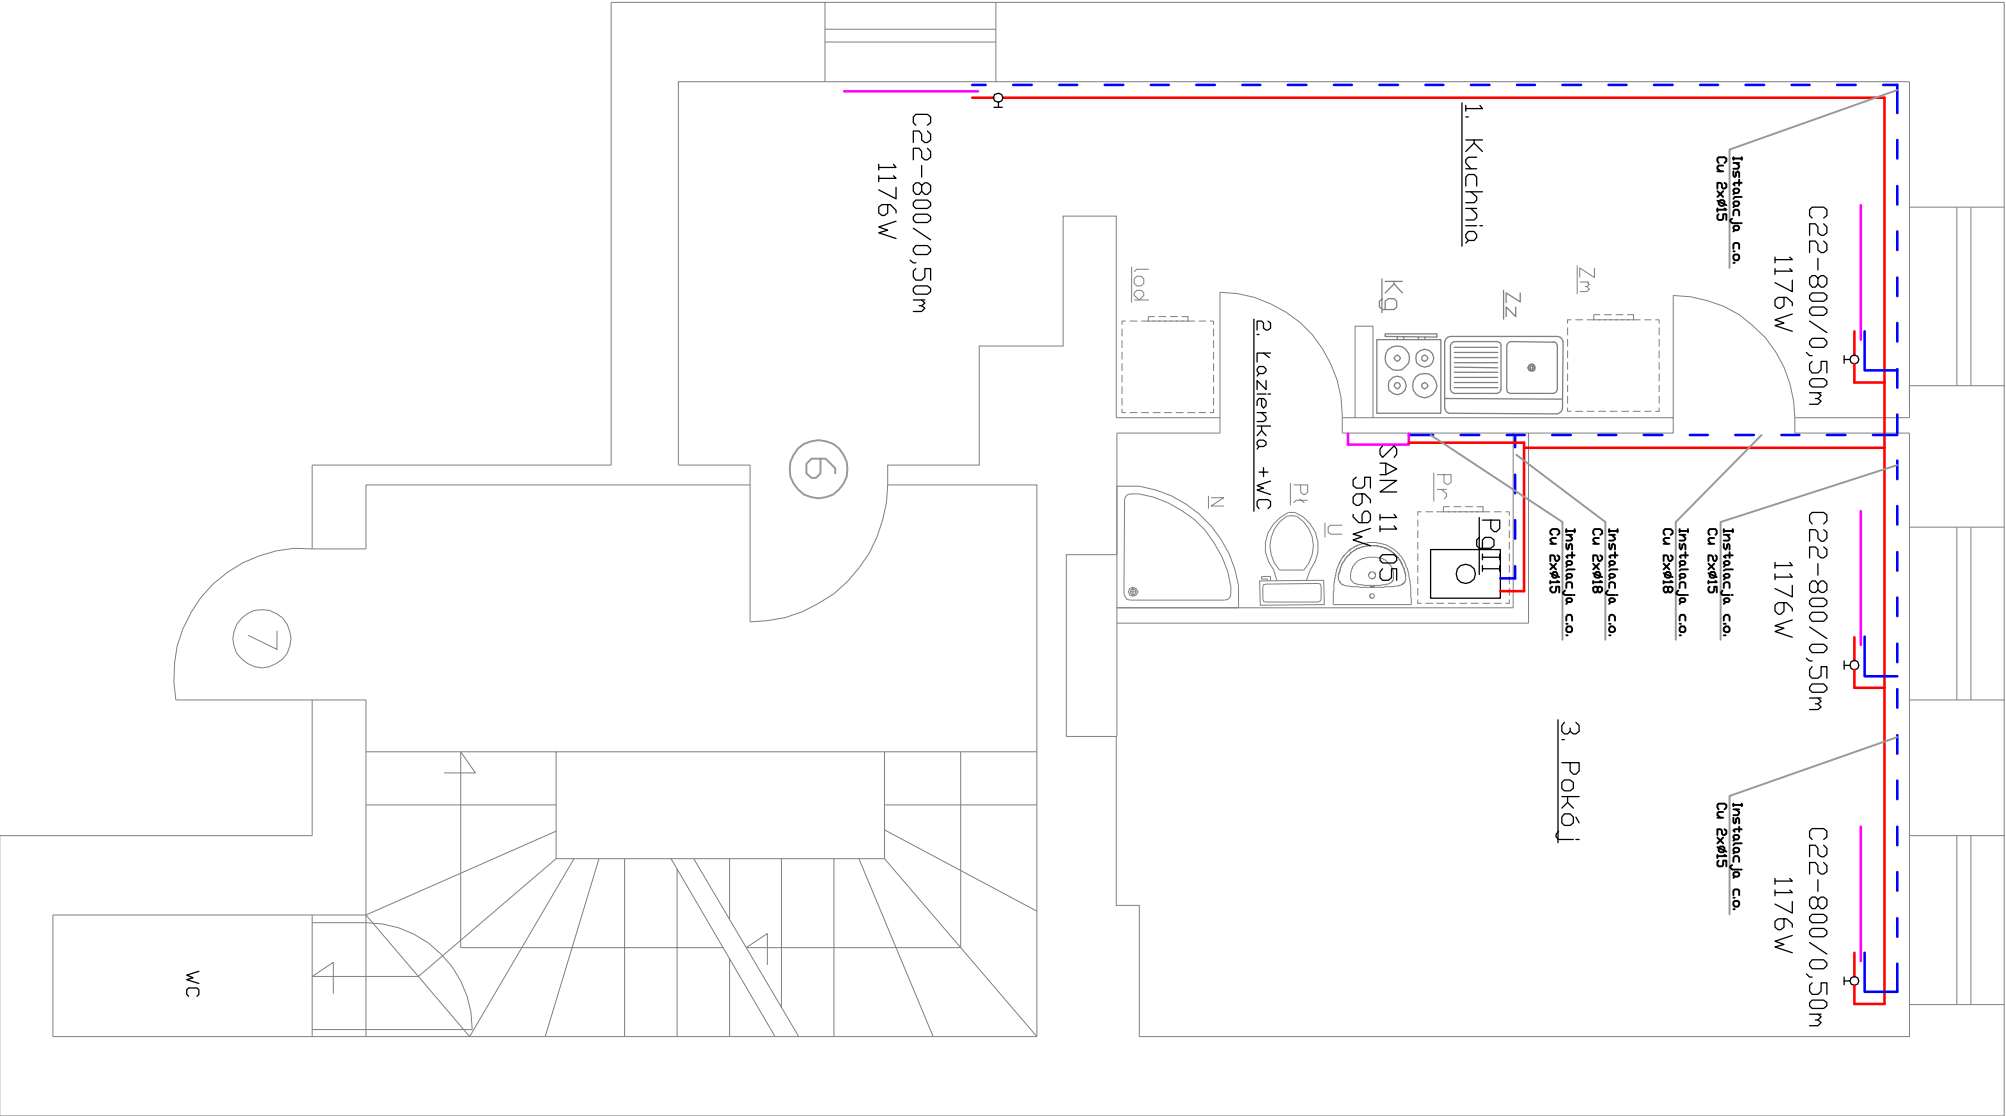 1. Kuchnia
Instalacja c.o.
Cu 2xø15
C22-800/0,50m
1176W
C22-800/0,50m
1176W
Zm
Zz
Kg
lod
2. Łazienka +WC
SAN 11 05
569W
Pr
PgII
U
Pł
N
Instalacja c.o.
Cu 2xø15
Instalacja c.o.
Cu 2xø18
Instalacja c.o.
Cu 2xø18
Instalacja c.o.
Cu 2xø15
C22-800/0,50m
1176W
6
7
3. Pokój
Instalacja c.o.
Cu 2xø15
C22-800/0,50m
1176W
WC